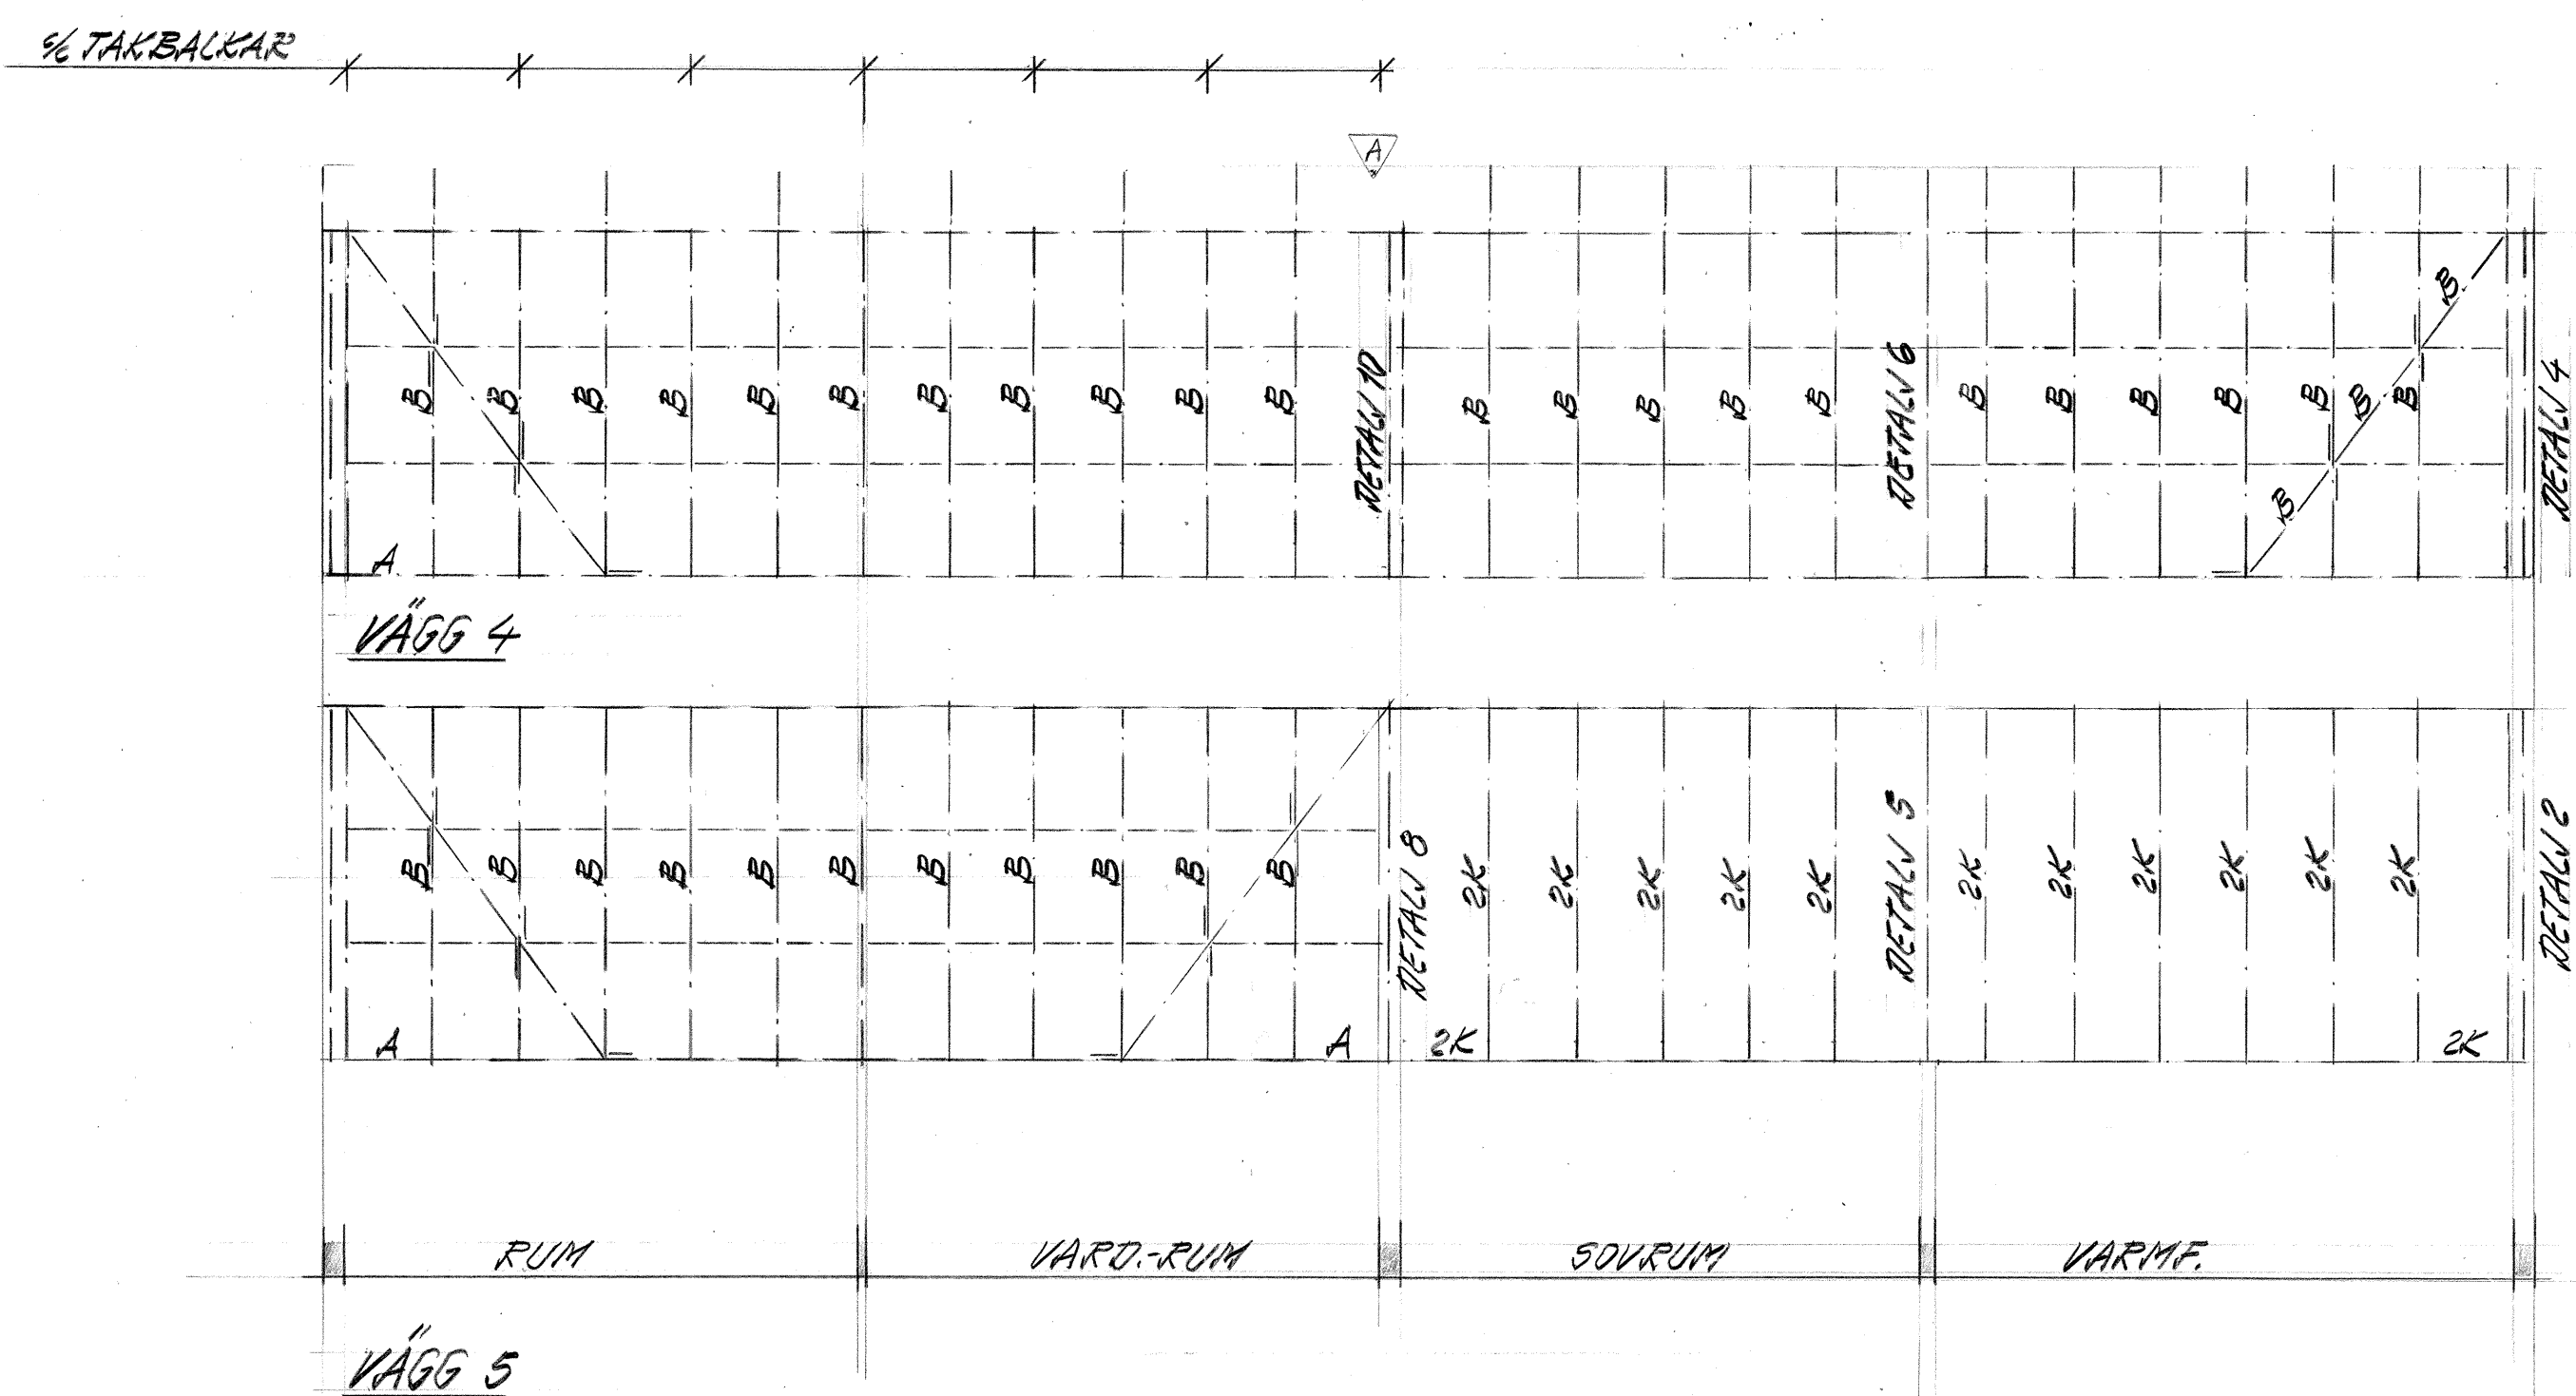 c/c TAKBALKAR
A
B B B B B B B B B B B DETALJ 10 B B B B B DETALJ 6 B B B B B B B B B DETALJ 4
A
VÄGG 4
B B B B B B B B B B B DETALJ 8 2K 2K 2K 2K 2K DETALJ 5 2K 2K 2K 2K 2K 2K DETALJ 2
A A 2K 2K
RUM VARD.-RUM SOVRUM VARMF.
VÄGG 5